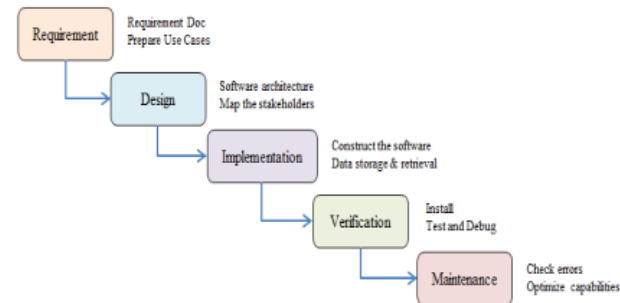 Requirement
Requirement Doc
Prepare Use Cases
Design
Software architecture
Map the stakeholders
Implementation
Construct the software
Data storage & retrieval
Verification
Install
Test and Debug
Maintenance
Check errors
Optimize capabilities